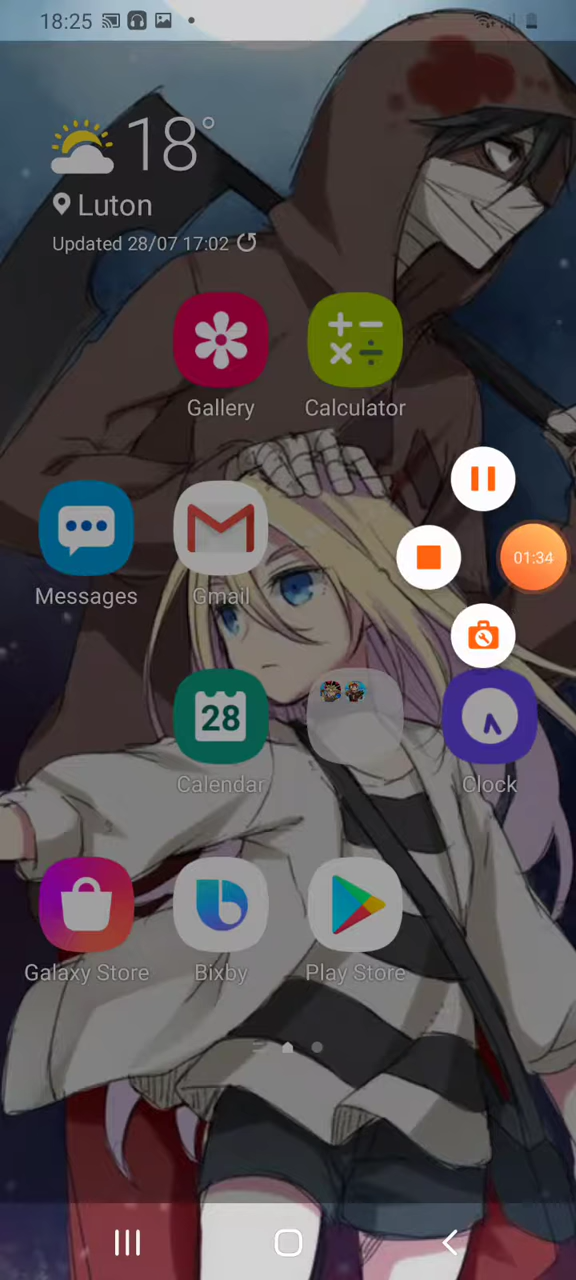 18:25
18°
Luton
Updated 28/07 17:02
Gallery
Calculator
Messages
Gmail
01:34
28
Calendar
Clock
Galaxy Store
Bixby
Play Store